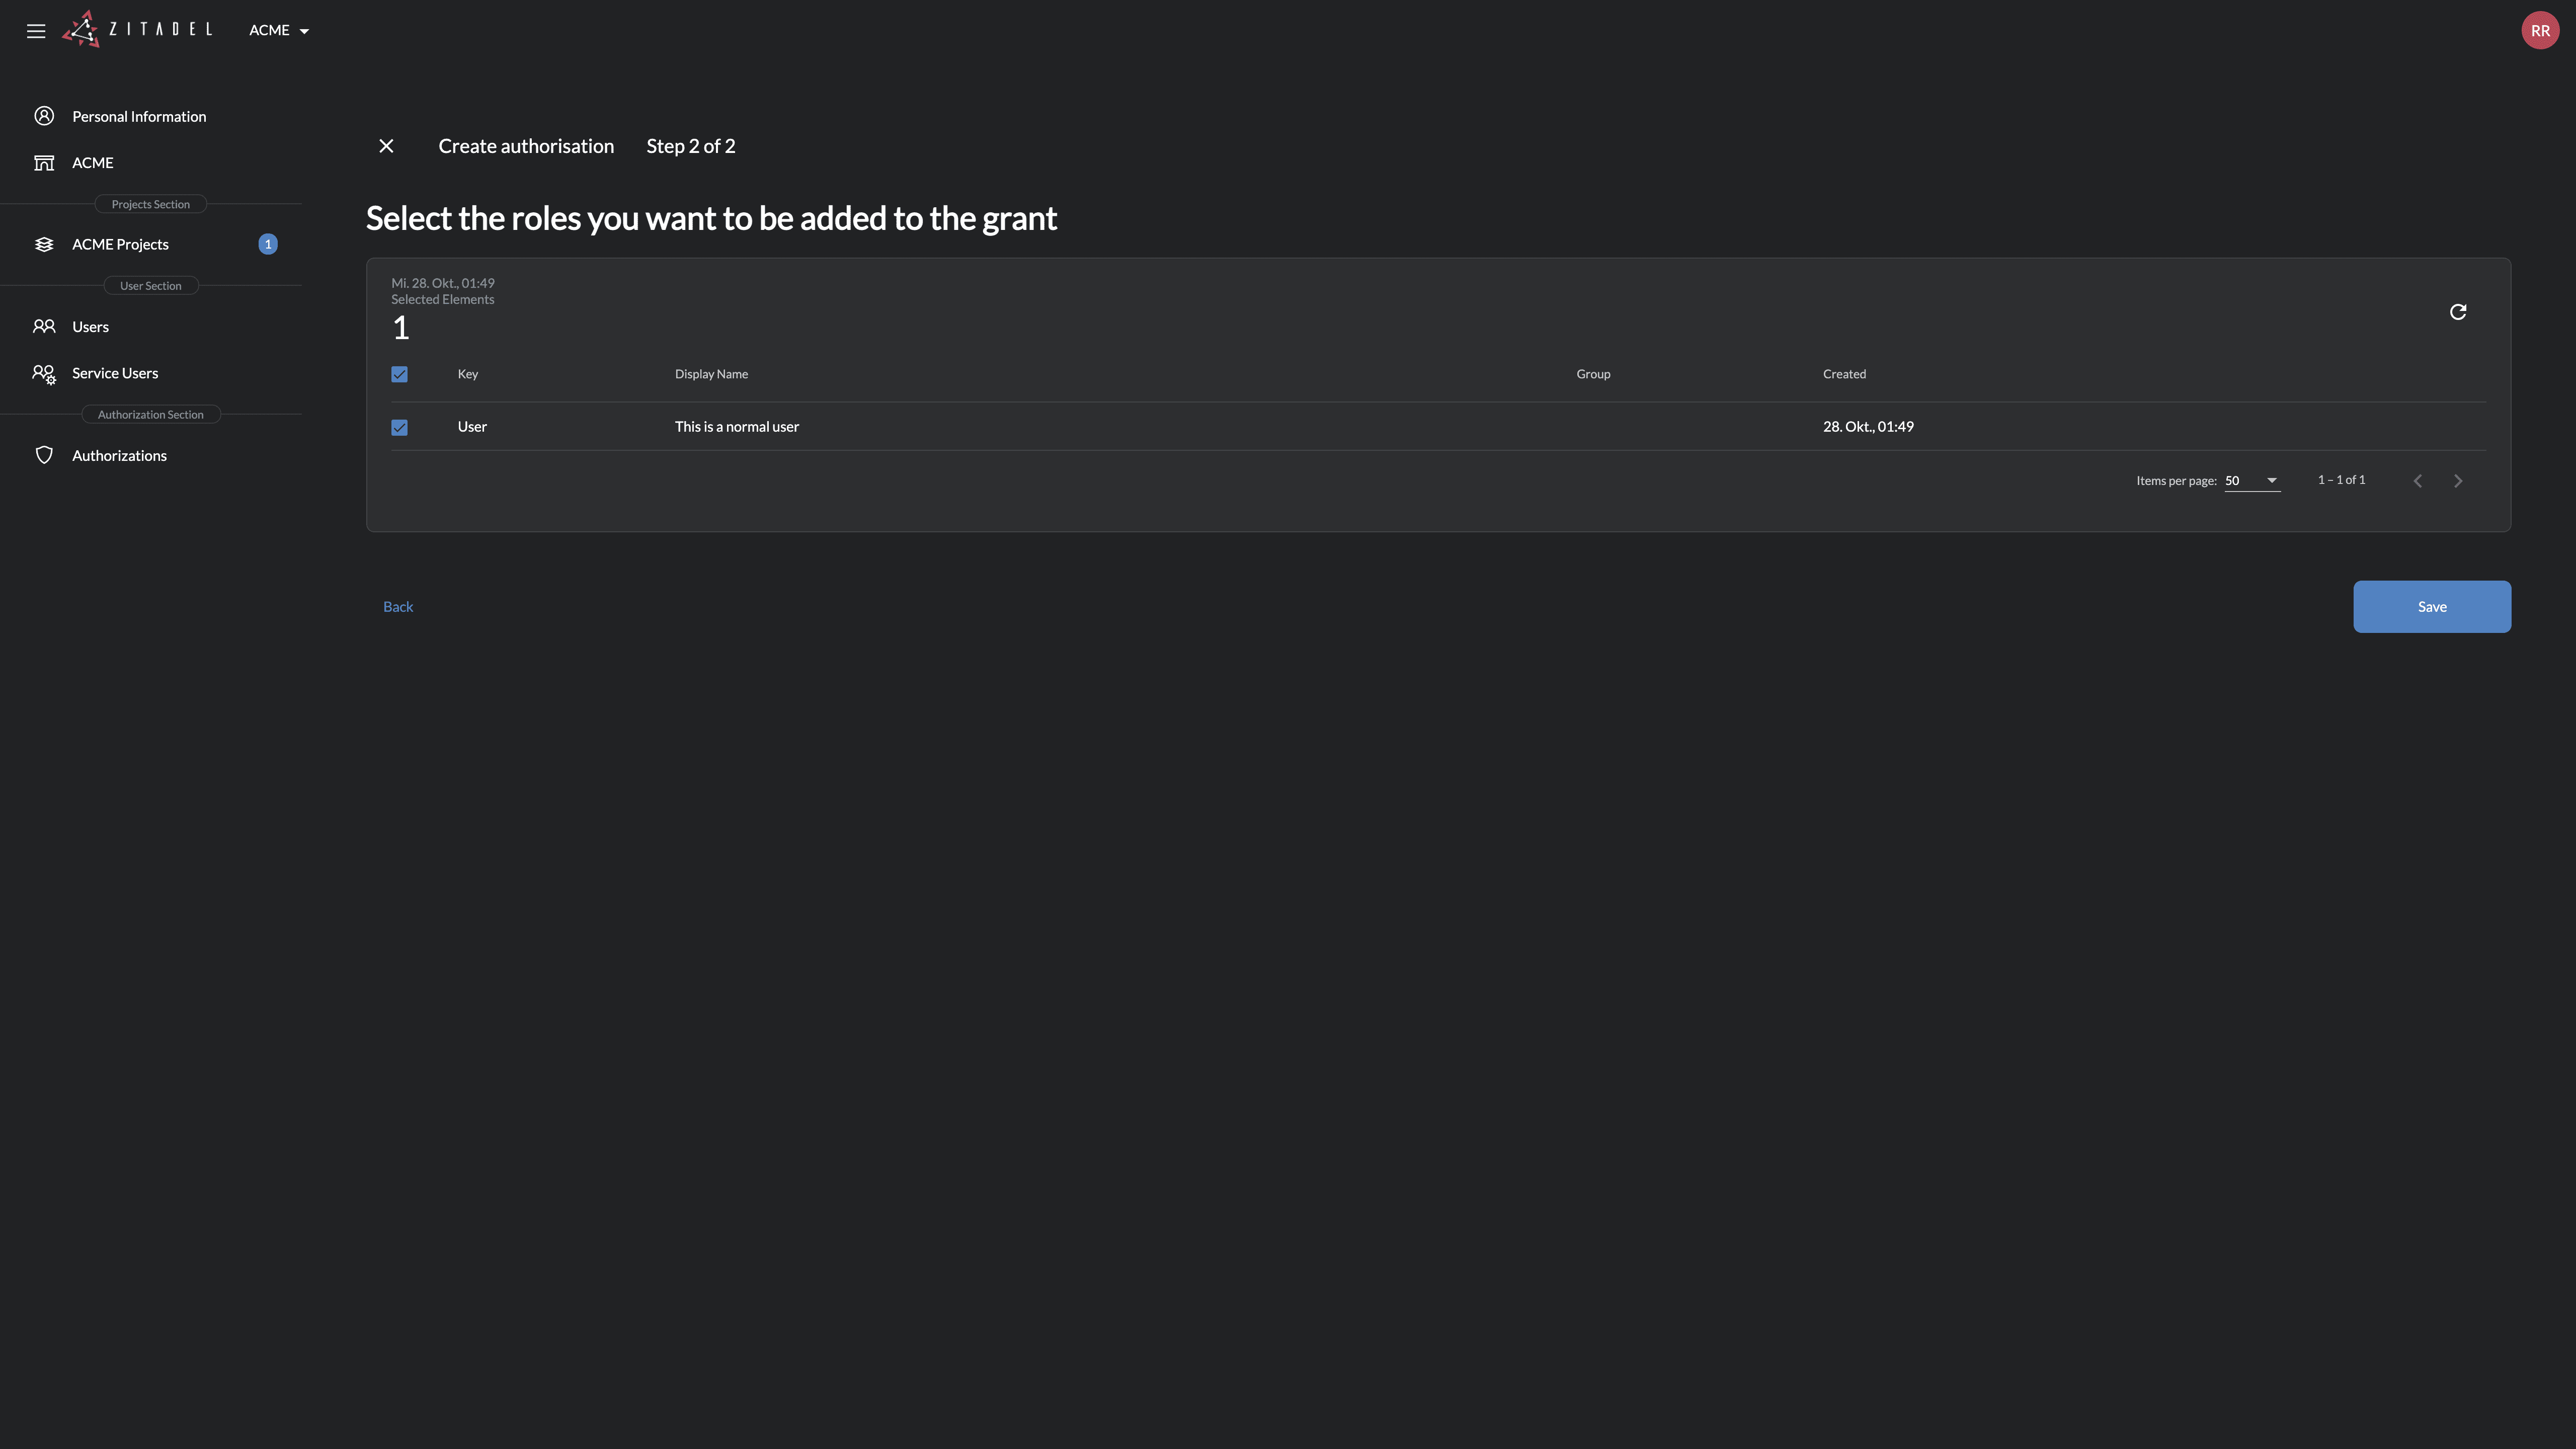 ZITADEL
ACME
RR
Personal Information
ACME
Projects Section
ACME Projects
1
User Section
Users
Service Users
Authorization Section
Authorizations
Create authorisation Step 2 of 2
Select the roles you want to be added to the grant
Mi. 28. Okt., 01:49
Selected Elements
1
Key Display Name Group Created
User This is a normal user 28. Okt., 01:49
Items per page: 50 1 – 1 of 1
Back
Save